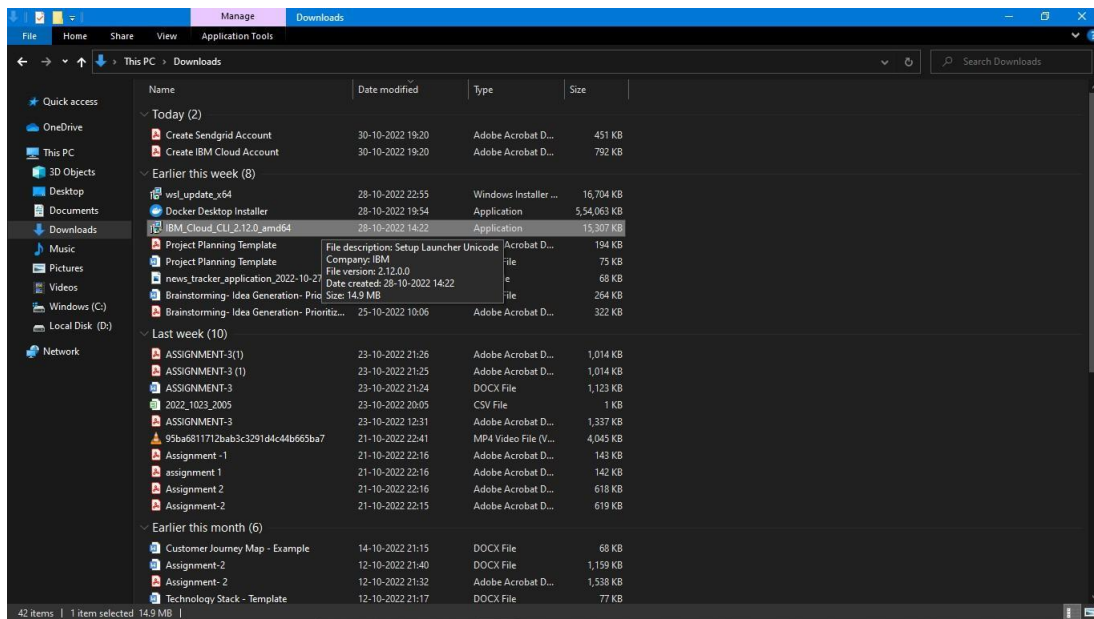 Manage Downloads
File Home Share View Application Tools
This PC > Downloads Search Downloads
Name Date modified Type Size
Quick access
OneDrive
This PC
3D Objects
Desktop
Documents
Downloads
Music
Pictures
Videos
Windows (C:)
Local Disk (D:)
Network
Today (2)
Create Sendgrid Account 30-10-2022 19:20 Adobe Acrobat D... 451 KB
Create IBM Cloud Account 30-10-2022 19:20 Adobe Acrobat D... 792 KB
Earlier this week (8)
wsl_update_x64 28-10-2022 22:55 Windows Installer ... 16,704 KB
Docker Desktop Installer 28-10-2022 19:54 Application 5,54,063 KB
IBM_Cloud_CLI_2.12.0_amd64 28-10-2022 14:22 Application 15,307 KB
Project Planning Template Acrobat D... 194 KB
Project Planning Template File 75 KB
news_tracker_application_2022-10-27 68 KB
Brainstorming- Idea Generation- Prio File 264 KB
Brainstorming- Idea Generation- Prioritiz... 25-10-2022 10:06 Adobe Acrobat D... 322 KB
File description: Setup Launcher Unicode
Company: IBM
File version: 2.12.0.0
Date created: 28-10-2022 14:22
Size: 14.9 MB
Last week (10)
ASSIGNMENT-3(1) 23-10-2022 21:26 Adobe Acrobat D... 1,014 KB
ASSIGNMENT-3 (1) 23-10-2022 21:25 Adobe Acrobat D... 1,014 KB
ASSIGNMENT-3 23-10-2022 21:24 DOCX File 1,123 KB
2022_1023_2005 23-10-2022 20:05 CSV File 1 KB
ASSIGNMENT-3 23-10-2022 12:31 Adobe Acrobat D... 1,337 KB
95ba6811712bab3c3291d4c44b665ba7 21-10-2022 22:41 MP4 Video File (V... 4,045 KB
Assignment -1 21-10-2022 22:16 Adobe Acrobat D... 143 KB
assignment 1 21-10-2022 22:16 Adobe Acrobat D... 142 KB
Assignment 2 21-10-2022 22:16 Adobe Acrobat D... 618 KB
Assignment-2 21-10-2022 22:15 Adobe Acrobat D... 619 KB
Earlier this month (6)
Customer Journey Map - Example 14-10-2022 21:15 DOCX File 68 KB
Assignment-2 12-10-2022 21:40 DOCX File 1,159 KB
Assignment- 2 12-10-2022 21:32 Adobe Acrobat D... 1,538 KB
Technology Stack - Template 12-10-2022 21:17 DOCX File 77 KB
42 items 1 item selected 14.9 MB